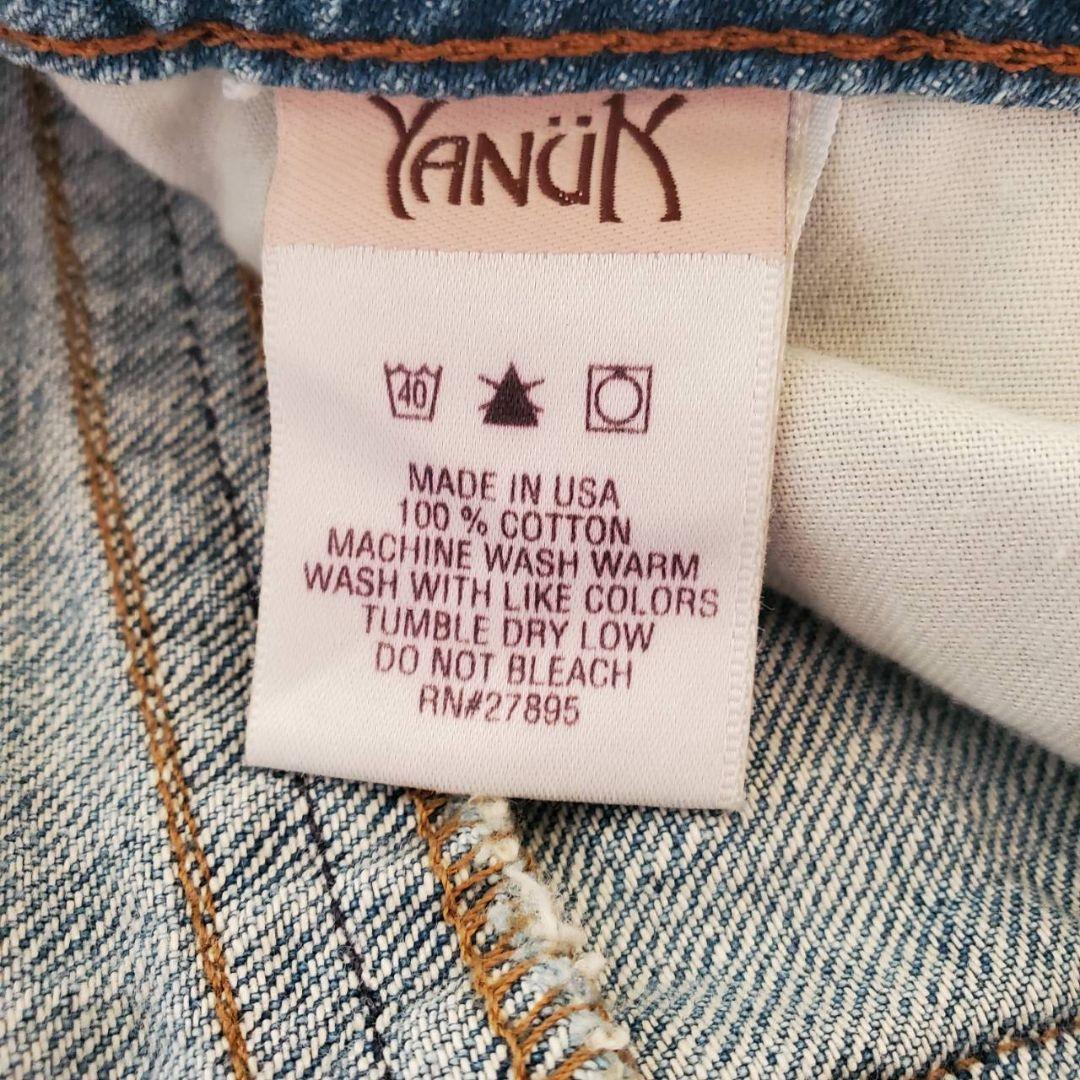 YANÜK
40
MADE IN USA
100 % COTTON
MACHINE WASH WARM
WASH WITH LIKE COLORS
TUMBLE DRY LOW
DO NOT BLEACH
RN#27895